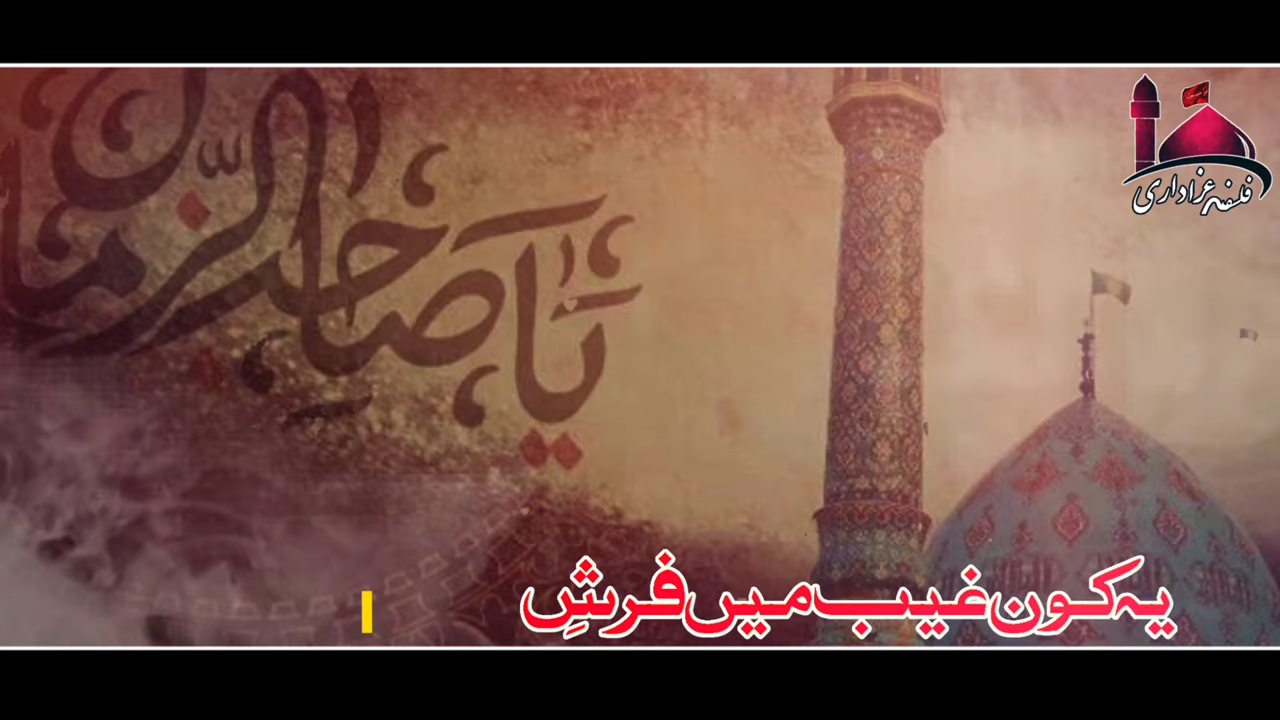 یا صاحب الزمان
فلسفہ عزاداری
یہ کون غیب میں فرشِ